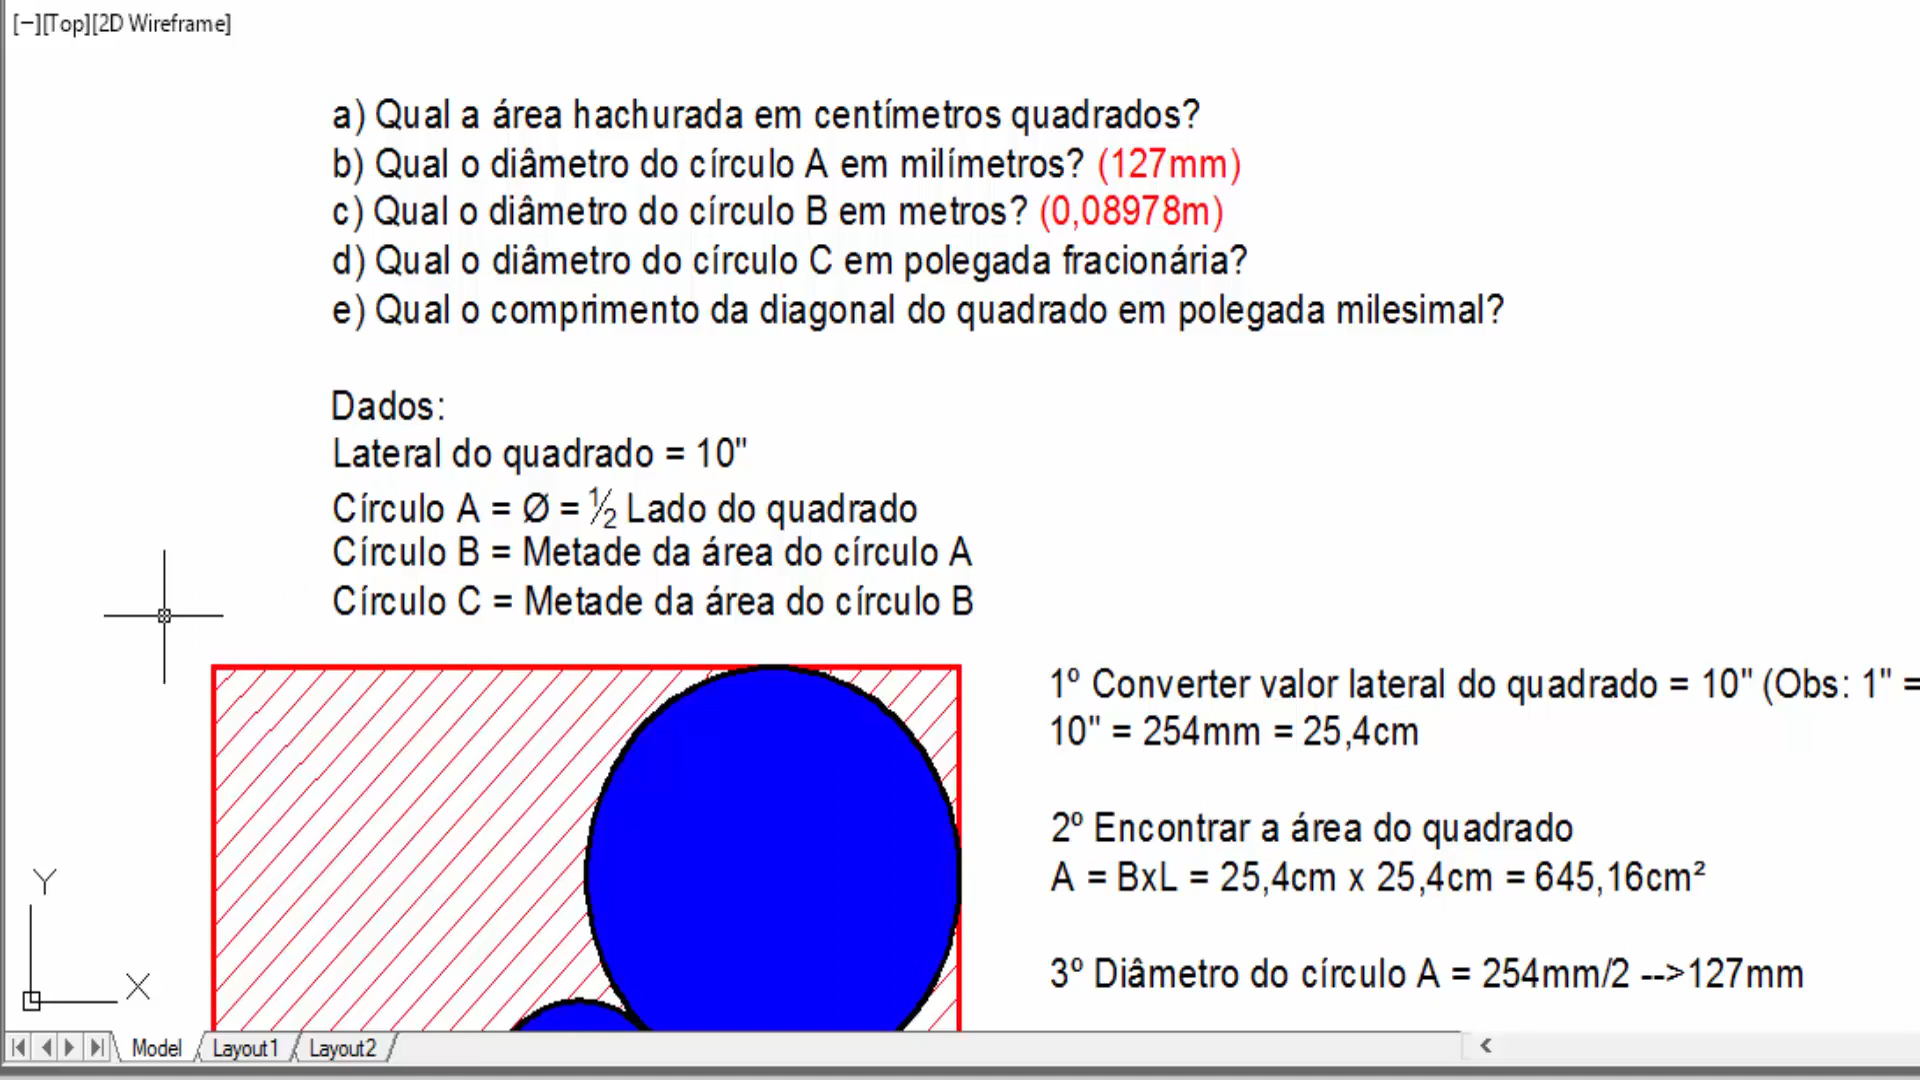 [−][Top][2D Wireframe]
a) Qual a área hachurada em centímetros quadrados?
b) Qual o diâmetro do círculo A em milímetros? (127mm)
c) Qual o diâmetro do círculo B em metros? (0,08978m)
d) Qual o diâmetro do círculo C em polegada fracionária?
e) Qual o comprimento da diagonal do quadrado em polegada milesimal?
Dados:
Lateral do quadrado = 10"
Círculo A = Ø = ½ Lado do quadrado
Círculo B = Metade da área do círculo A
Círculo C = Metade da área do círculo B
1º Converter valor lateral do quadrado = 10" (Obs: 1" =
10" = 254mm = 25,4cm
2º Encontrar a área do quadrado
A = BxL = 25,4cm x 25,4cm = 645,16cm²
3º Diâmetro do círculo A = 254mm/2 -->127mm
Y
X
Model Layout1 Layout2